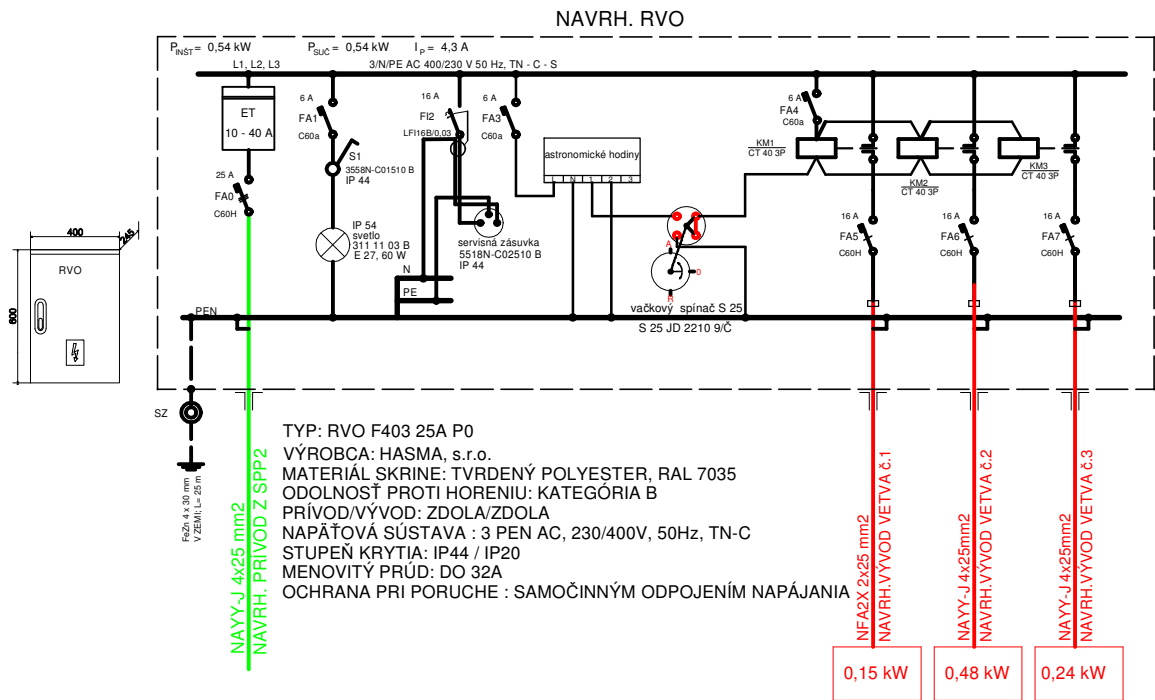 NAVRH. RVO
PINŠT = 0,54 kW
PSUČ = 0,54 kW
IP = 4,3 A
L1, L2, L3
3/N/PE AC 400/230 V 50 Hz, TN - C - S
ET
10 - 40 A
25 A
FA0
C60H
6 A
FA1
C60a
S1
3558N-C01510 B
IP 44
IP 54
svetlo
311 11 03 B
E 27, 60 W
16 A
FI2
LFI16B/0,03
servisná zásuvka
5518N-C02510 B
IP 44
N
PE
PEN
6 A
FA3
C60a
astronomické hodiny
L N 1 2 3
A
0
R
vačkový spínač S 25
S 25 JD 2210 9/Č
6 A
FA4
C60a
KM1
CT 40 3P
KM2
CT 40 3P
KM3
CT 40 3P
16 A
FA5
C60H
16 A
FA6
C60H
16 A
FA7
C60H
400
245
600
RVO
SZ
FeZn 4 x 30 mm
V ZEMI; L= 25 m
NAYY-J 4x25 mm2
NAVRH. PRÍVOD Z SPP2
TYP: RVO F403 25A P0
VÝROBCA: HASMA, s.r.o.
MATERIÁL SKRINE: TVRDENÝ POLYESTER, RAL 7035
ODOLNOSŤ PROTI HORENIU: KATEGÓRIA B
PRÍVOD/VÝVOD: ZDOLA/ZDOLA
NAPÄŤOVÁ SÚSTAVA : 3 PEN AC, 230/400V, 50Hz, TN-C
STUPEŇ KRYTIA: IP44 / IP20
MENOVITÝ PRÚD: DO 32A
OCHRANA PRI PORUCHE : SAMOČINNÝM ODPOJENÍM NAPÁJANIA
NFA2X 2x25 mm2
NAVRH.VÝVOD VETVA č.1
NAYY-J 4x25mm2
NAVRH.VÝVOD VETVA č.2
NAYY-J 4x25mm2
NAVRH.VÝVOD VETVA č.3
0,15 kW
0,48 kW
0,24 kW